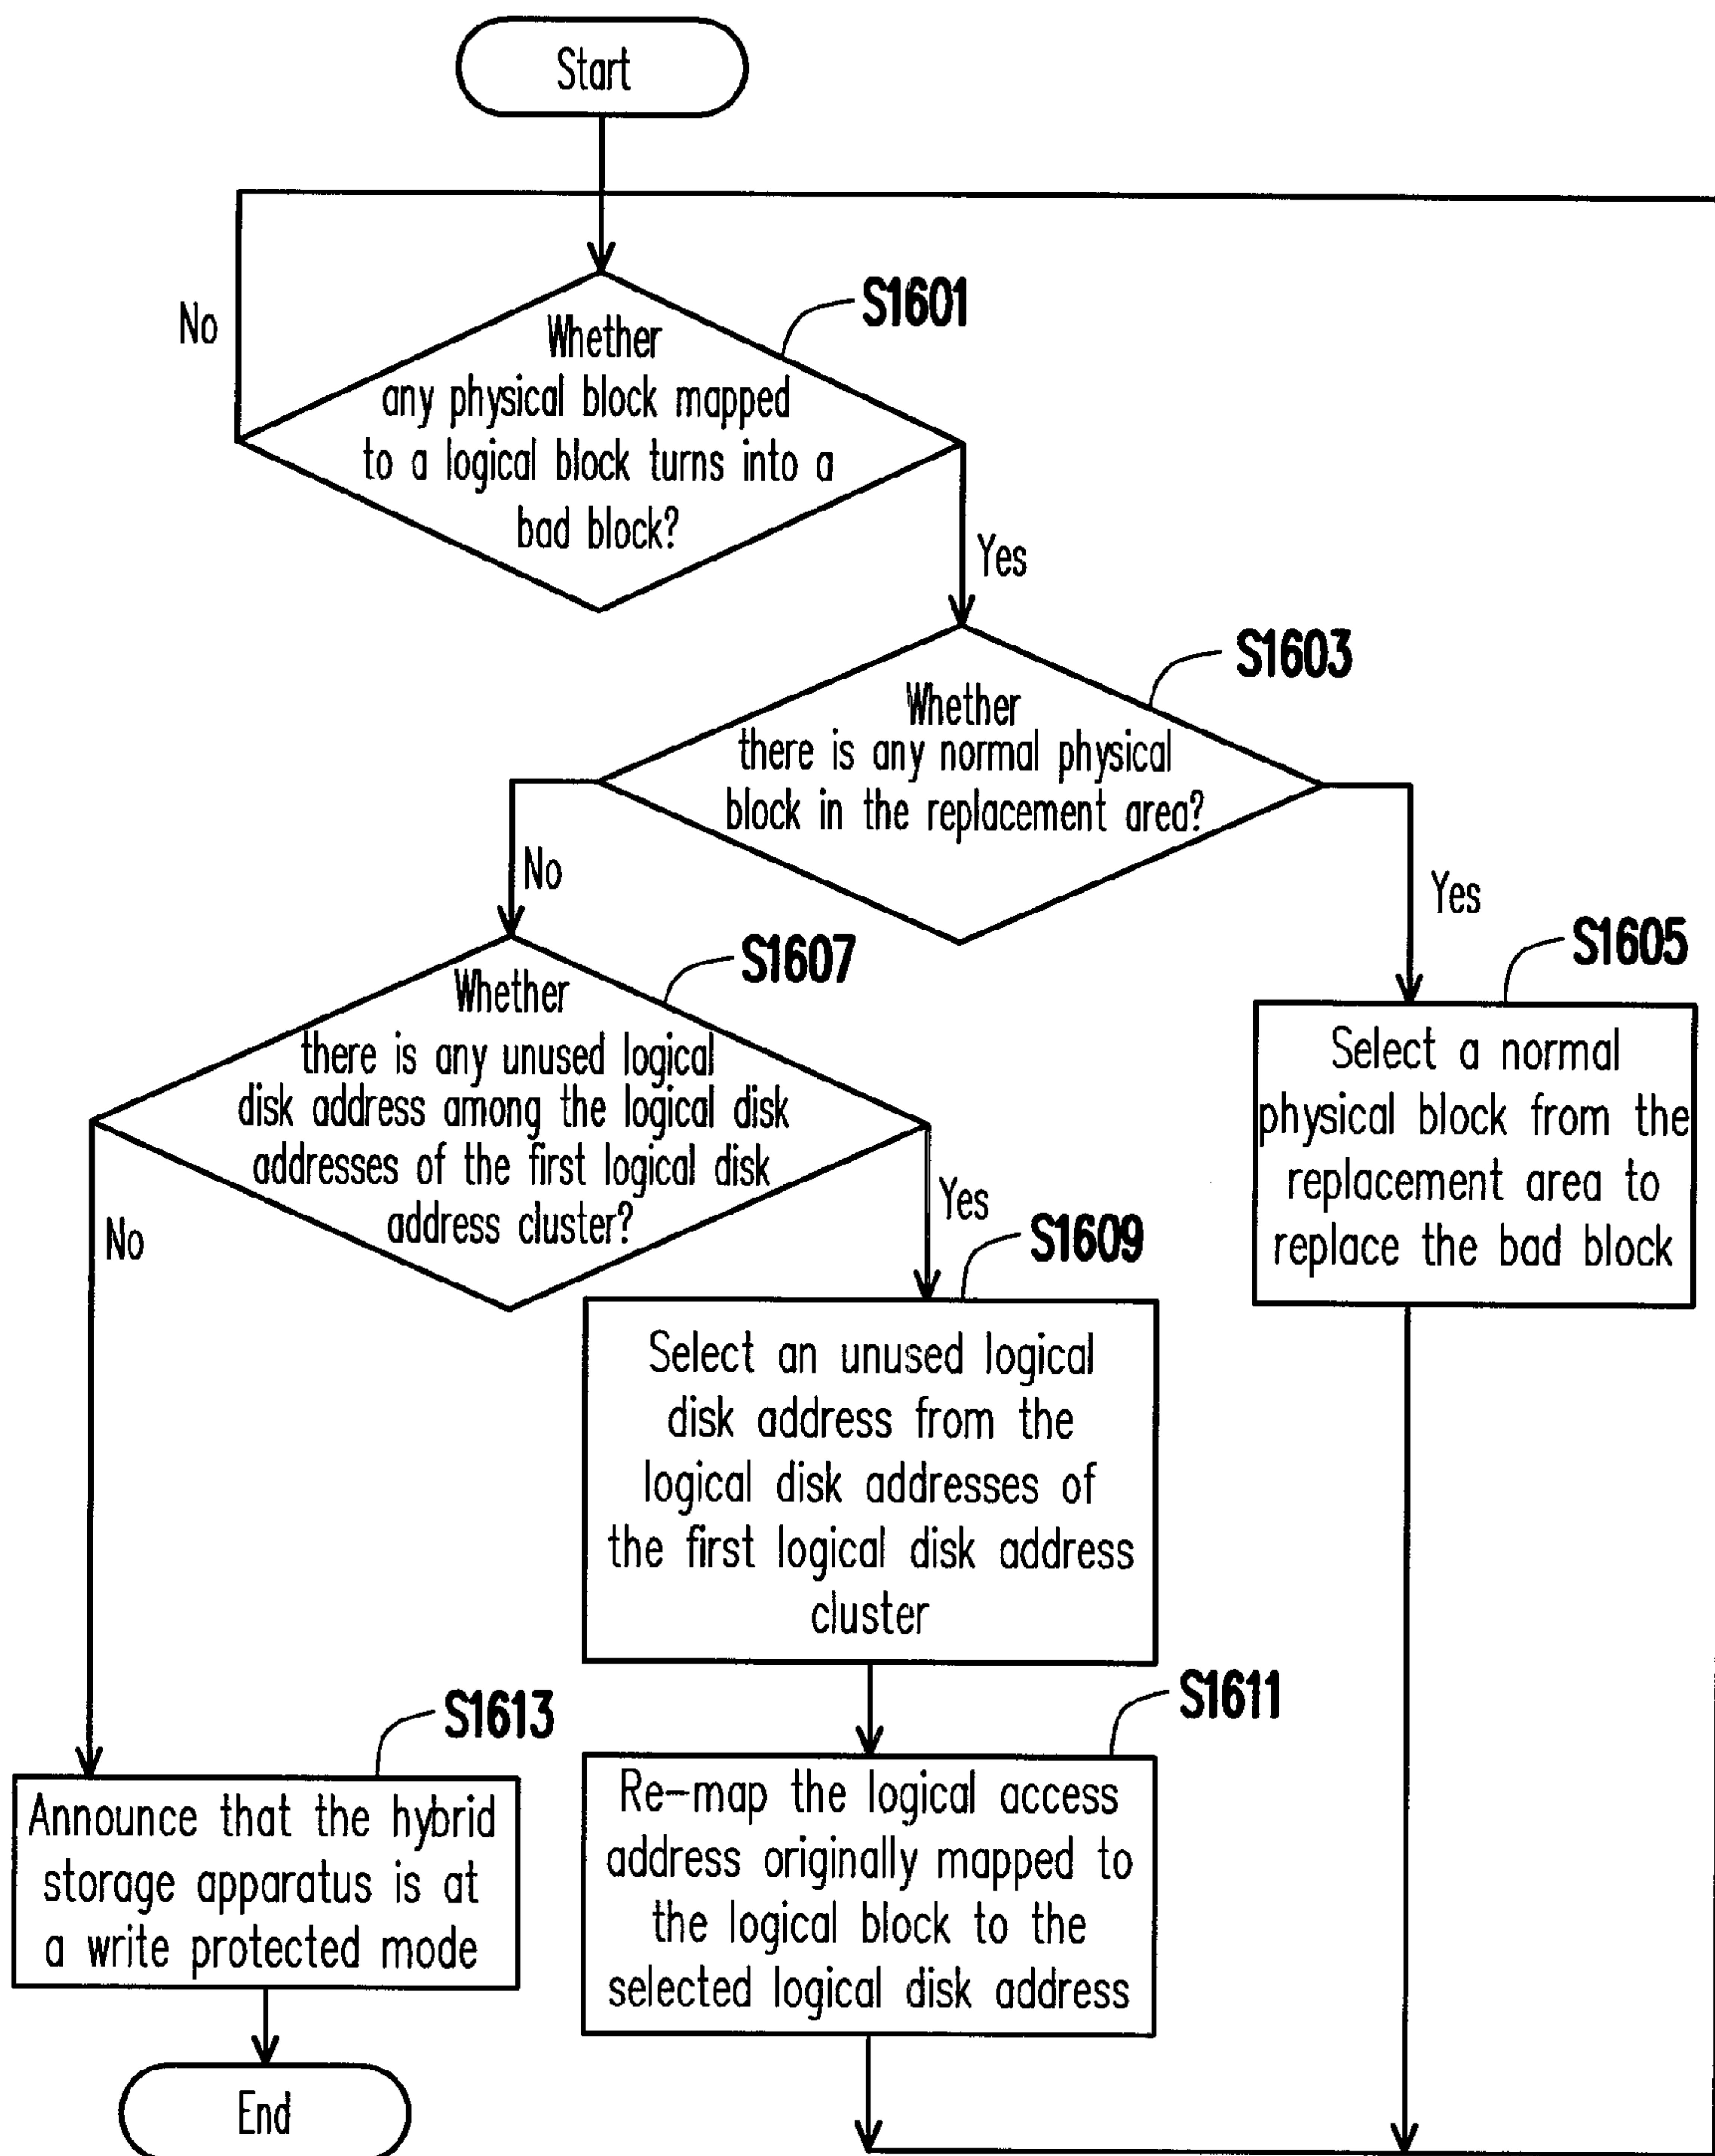 Start
No
S1601
Whether
any physical block mapped
to a logical block turns into a
bad block?
Yes
S1603
Whether
there is any normal physical
block in the replacement area?
No
Yes
S1607
Whether
there is any unused logical
disk address among the logical disk
addresses of the first logical disk
address cluster?
S1605
Select a normal
physical block from the
replacement area to
replace the bad block
No
Yes
S1609
Select an unused logical
disk address from the
logical disk addresses of
the first logical disk address
cluster
S1613
Announce that the hybrid
storage apparatus is at
a write protected mode
S1611
Re-map the logical access
address originally mapped to
the logical block to the
selected logical disk address
End